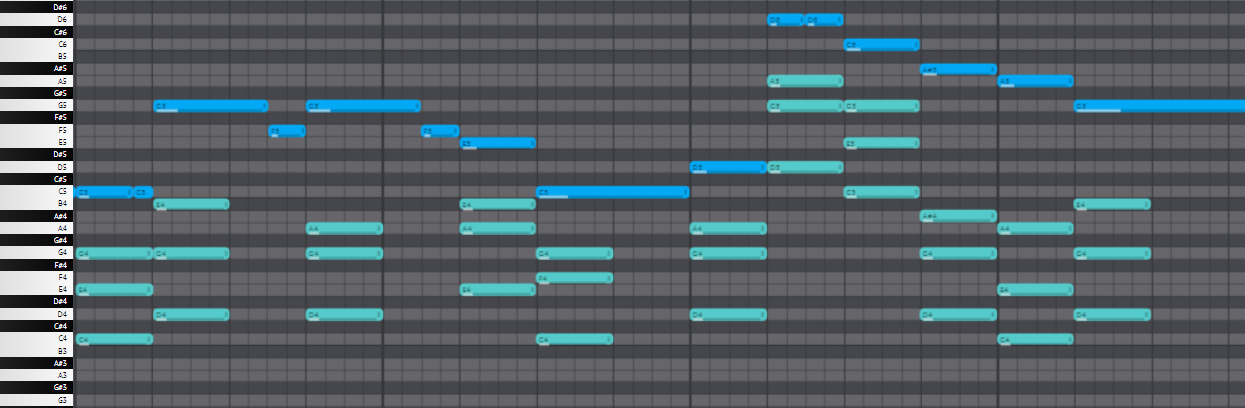 D#6
D6 D6 D6
C#6
C6 C6
B5
A#5 A#5
A5 A5 A5
G#5
G5 G5 G5 G5 G5 G5
F#5
F5 F5 F5
E5 E5 E5
D#5
D5 D5 D5
C#5
C5 C5 C5 C5 C5
B4 B4 B4 B4
A#4 A#4
A4 A4 A4 A4 A4
G#4
G4 G4 G4 G4 G4 G4 G4 G4
F#4
F4 F4
E4 E4 E4 E4
D#4
D4 D4 D4 D4 D4 D4
C#4
C4 C4 C4 C4
B3
A#3
A3
G#3
G3